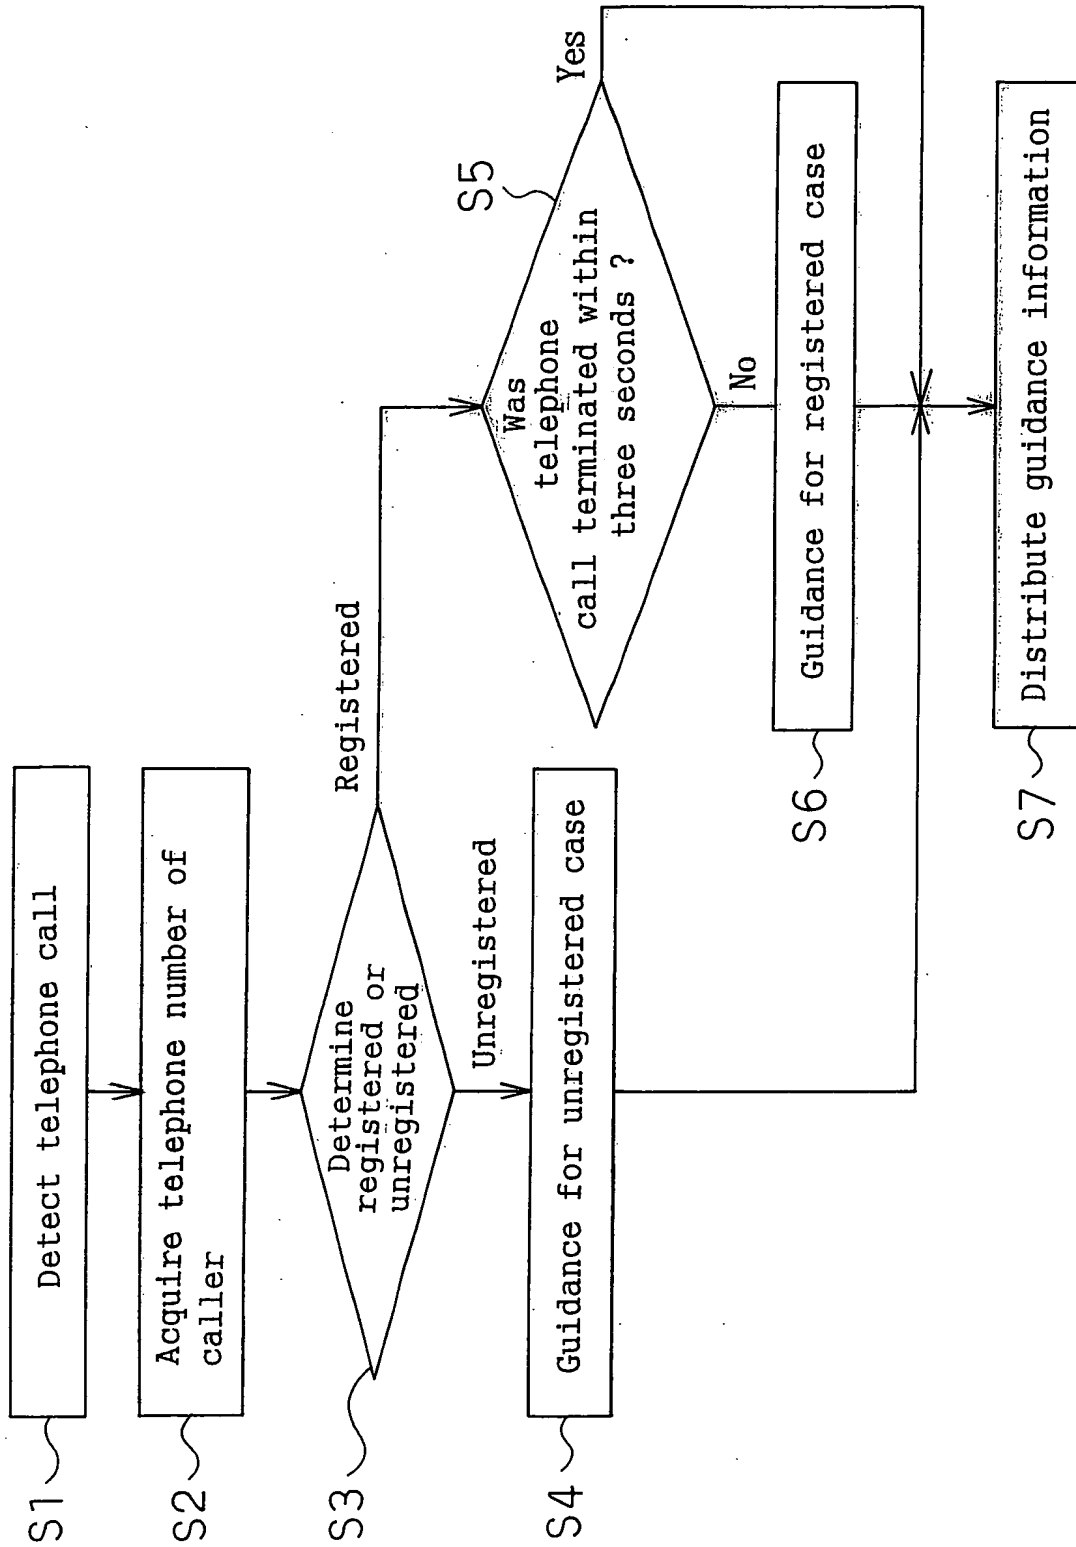 S1
Detect telephone call
S2
Acquire telephone number of
caller
S3
Determine
registered or
unregistered
Registered
Unregistered
S4
Guidance for unregistered case
S5
Was
telephone
call terminated within
three seconds ?
Yes
No
S6
Guidance for registered case
S7
Distribute guidance information